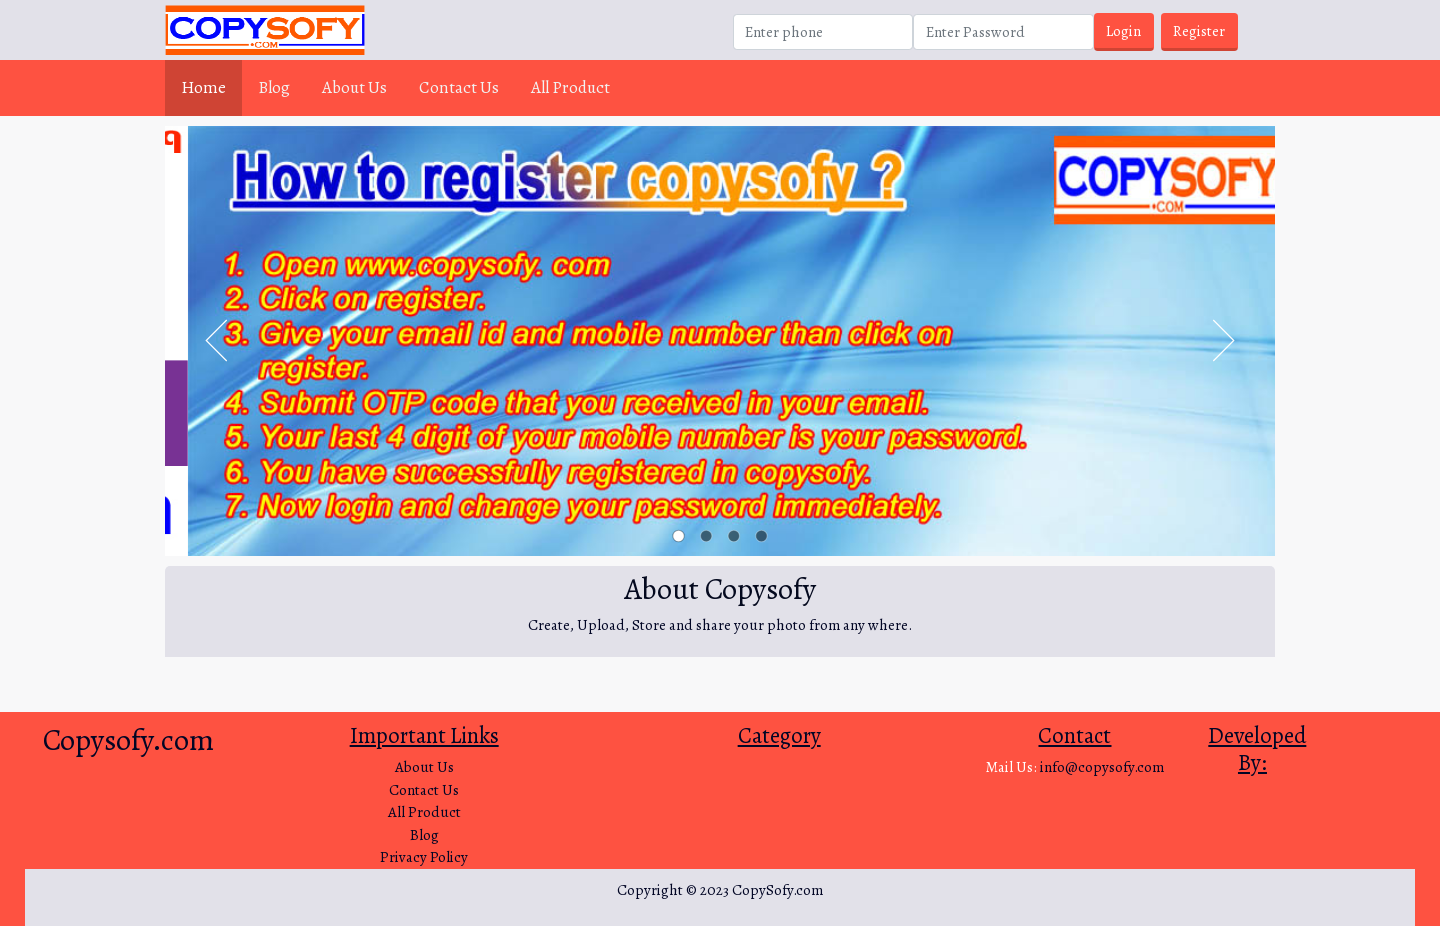 COPYSOFY
.COM
Enter phone
Enter Password
Login
Register
Home
Blog
About Us
Contact Us
All Product
How to register copysofy ?
COPYSOFY
.COM
1. Open www.copysofy. com
2. Click on register.
3. Give your email id and mobile number than click on
register.
4. Submit OTP code that you received in your email.
5. Your last 4 digit of your mobile number is your password.
6. You have successfully registered in copysofy.
7. Now login and change your password immediately.
About Copysofy
Create, Upload, Store and share your photo from any where.
Copysofy.com
Important Links
About Us
Contact Us
All Product
Blog
Privacy Policy
Category
Contact
Mail Us: info@copysofy.com
Developed
By:
Copyright © 2023 CopySofy.com